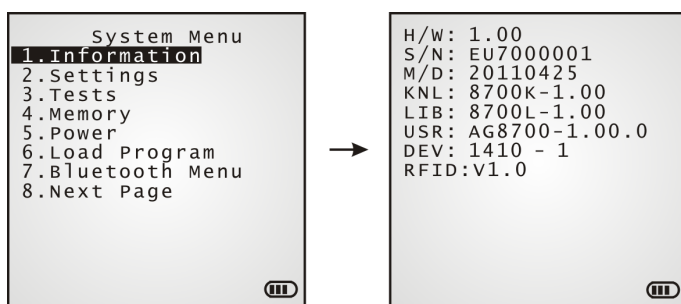 System Menu
1.Information
2.Settings
3.Tests
4.Memory
5.Power
6.Load Program
7.Bluetooth Menu
8.Next Page
H/W: 1.00
S/N: EU7000001
M/D: 20110425
KNL: 8700K-1.00
LIB: 8700L-1.00
USR: AG8700-1.00.0
DEV: 1410 - 1
RFID:V1.0